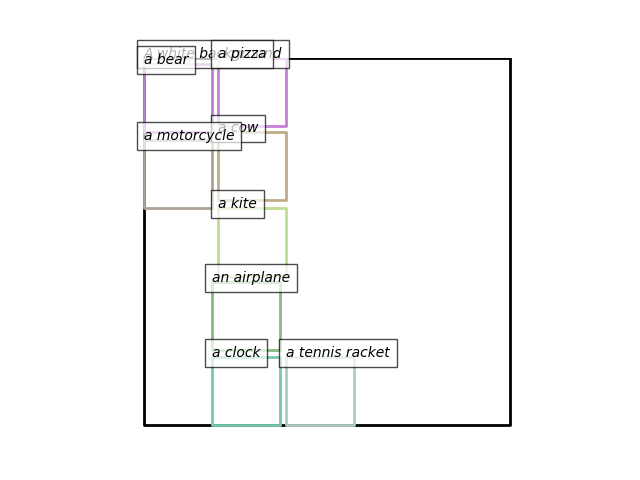 A white background
a pizza
a bear
a cow
a motorcycle
a kite
an airplane
a clock
a tennis racket